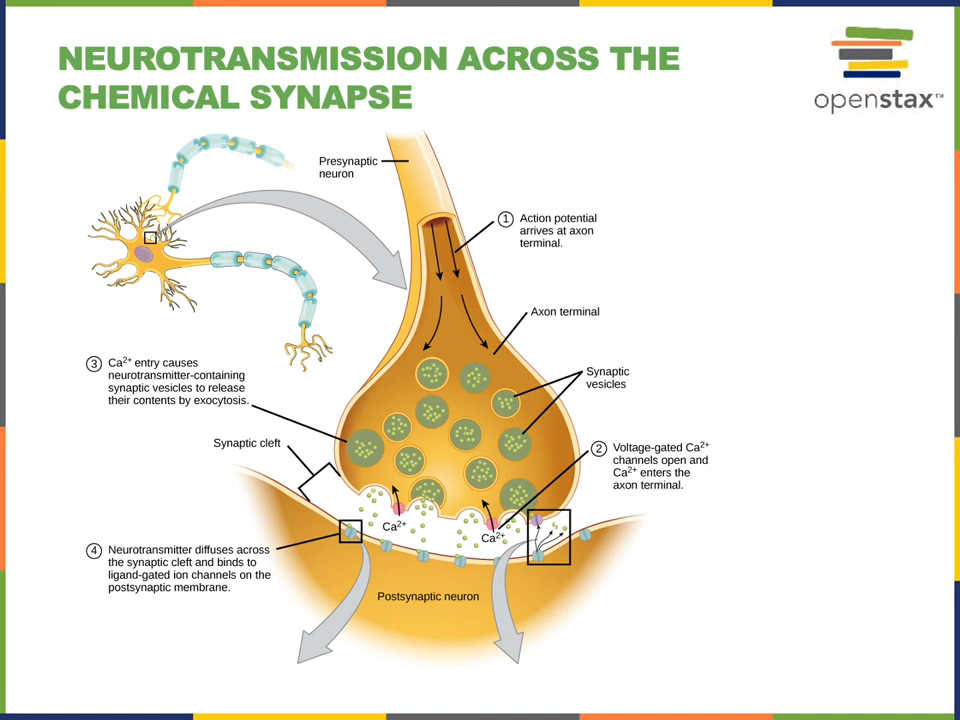 NEUROTRANSMISSION ACROSS THE
CHEMICAL SYNAPSE
openstax™
Presynaptic
neuron
1 Action potential
arrives at axon
terminal.
Axon terminal
3 Ca2+ entry causes
neurotransmitter-containing
synaptic vesicles to release
their contents by exocytosis.
Synaptic
vesicles
Synaptic cleft
2 Voltage-gated Ca2+
channels open and
Ca2+ enters the
axon terminal.
Ca2+
Ca2+
4 Neurotransmitter diffuses across
the synaptic cleft and binds to
ligand-gated ion channels on the
postsynaptic membrane.
Postsynaptic neuron